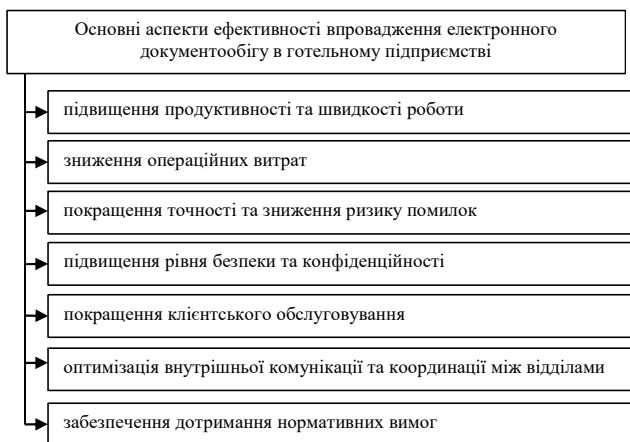 Основні аспекти ефективності впровадження електронного
документообігу в готельному підприємстві
підвищення продуктивності та швидкості роботи
зниження операційних витрат
покращення точності та зниження ризику помилок
підвищення рівня безпеки та конфіденційності
покращення клієнтського обслуговування
оптимізація внутрішньої комунікації та координації між відділами
забезпечення дотримання нормативних вимог